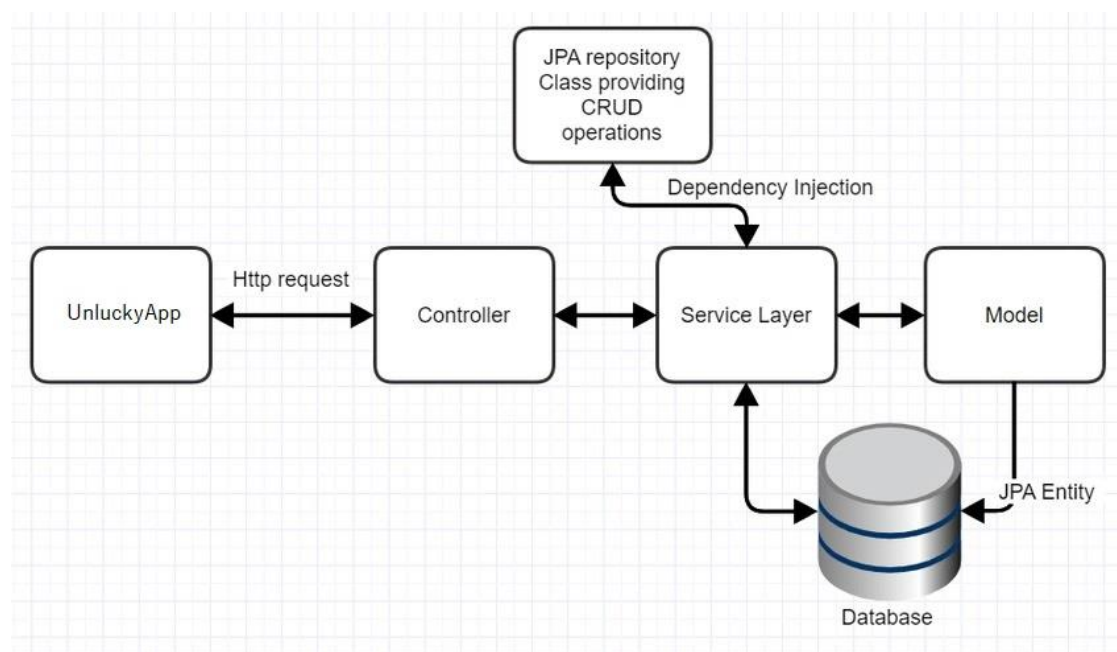 JPA repository
Class providing
CRUD
operations
Dependency Injection
Http request
UnluckyApp
Controller
Service Layer
Model
JPA Entity
Database